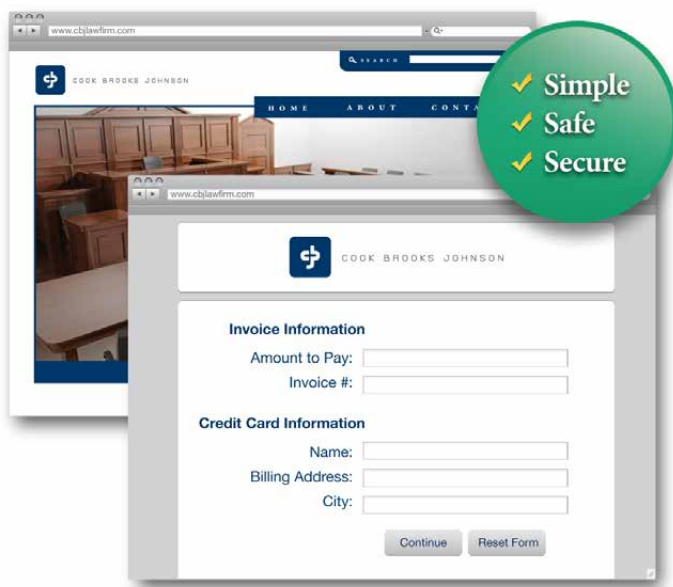 www.cbjlawfirm.com
Q
SEARCH
COOK BROOKS JOHNSON
HOME ABOUT
Simple
Safe
Secure
www.cbjlawfirm.com
COOK BROOKS JOHNSON
Invoice Information
Amount to Pay:
Invoice #:
Credit Card Information
Name:
Billing Address:
City:
Continue Reset Form